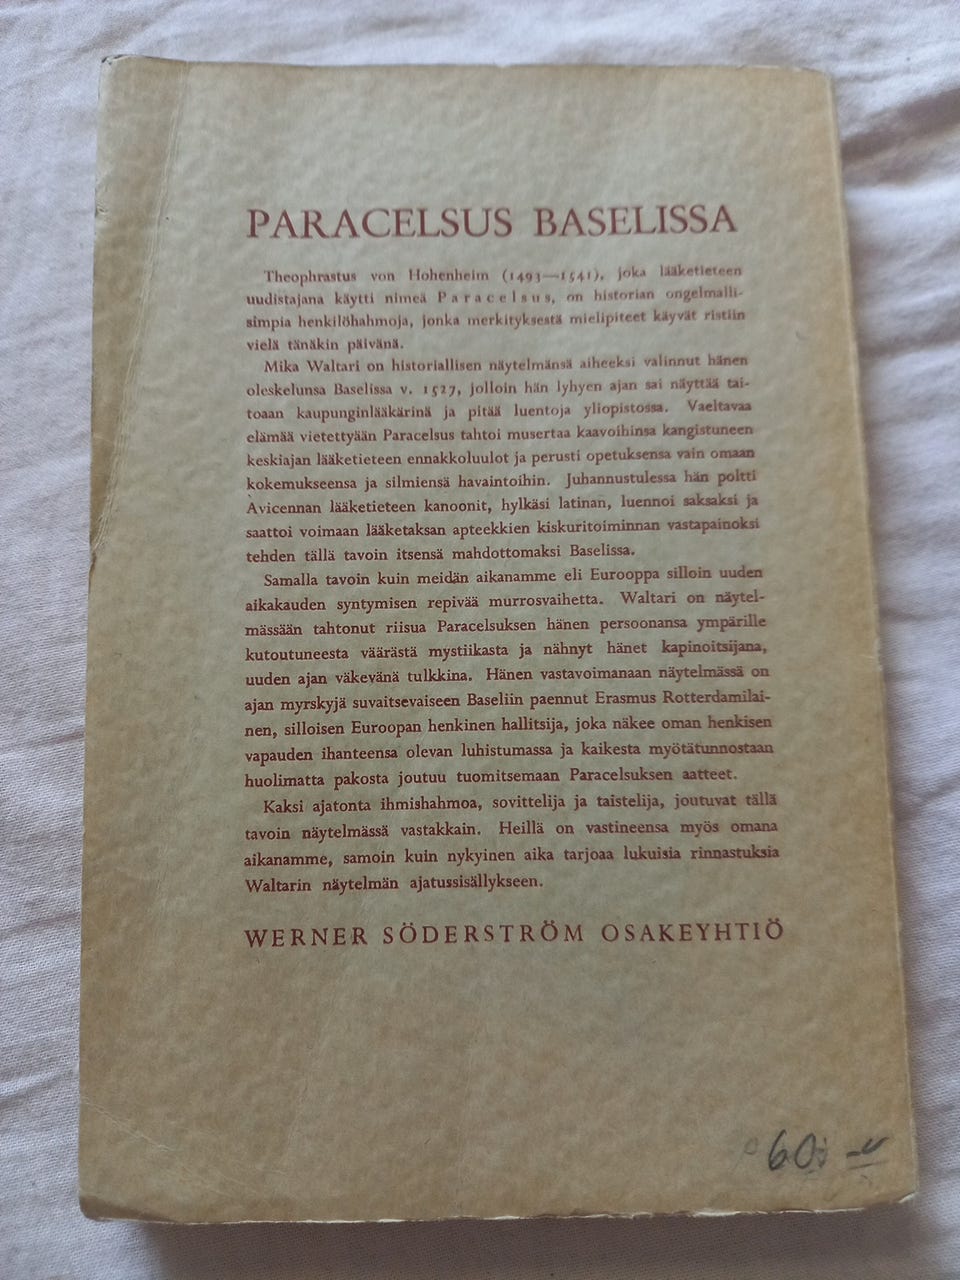 PARACELSUS BASELISSA
Theophrastus von Hohenheim (1493—1541), joka lääketieteen
uudistajana käytti nimeä Paracelsus, on historian ongelmalli-
simpia henkilöhahmoja, jonka merkityksestä mielipiteet käyvät ristiin
vielä tänäkin päivänä.
Mika Waltari on historiallisen näytelmänsä aiheeksi valinnut hänen
oleskelunsa Baselissa v. 1527, jolloin hän lyhyen ajan sai näyttää tai-
toaan kaupunginlääkärinä ja pitää luentoja yliopistossa. Vaeltavaa
elämää vietettyään Paracelsus tahtoi musertaa kaavoihinsa kangistuneen
keskiajan lääketieteen ennakkoluulot ja perusti opetuksensa vain omaan
kokemukseensa ja silmiensä havaintoihin. Juhannustulessa hän poltti
Avicennan lääketieteen kanoonit, hylkäsi latinan, luennoi saksaksi ja
saattoi voimaan lääketaksan apteekkien kiskuritoiminnan vastapainoksi
tehden tällä tavoin itsensä mahdottomaksi Baselissa.
Samalla tavoin kuin meidän aikanamme eli Eurooppa silloin uuden
aikakauden syntymisen repivää murrosvaihetta. Waltari on näytel-
mässään tahtonut riisua Paracelsuksen hänen persoonansa ympärille
kutoutuneesta väärästä mystiikasta ja nähnyt hänet kapinoitsijana,
uuden ajan väkevänä tulkkina. Hänen vastavoimanaan näytelmässä on
ajan myrskyjä suvaitsevaiseen Baseliin paennut Erasmus Rotterdamilai-
nen, silloisen Euroopan henkinen hallitsija, joka näkee oman henkisen
vapauden ihanteensa olevan luhistumassa ja kaikesta myötätunnostaan
huolimatta pakosta joutuu tuomitsemaan Paracelsuksen aatteet.
Kaksi ajatonta ihmishahmoa, sovittelija ja taistelija, joutuvat tällä
tavoin näytelmässä vastakkain. Heillä on vastineensa myös omana
aikanamme, samoin kuin nykyinen aika tarjoaa lukuisia rinnastuksia
Waltarin näytelmän ajatussisällykseen.
WERNER SÖDERSTRÖM OSAKEYHTIÖ